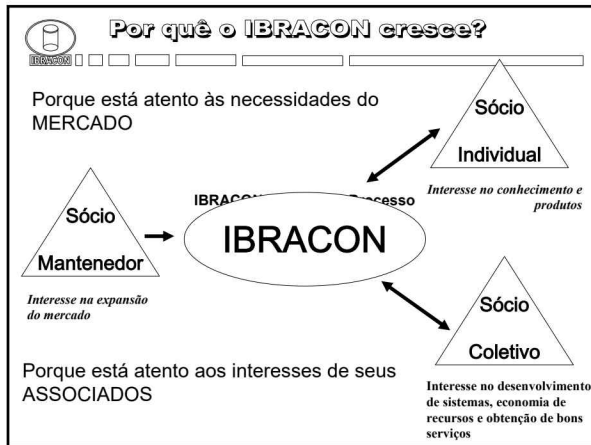 Por quê o IBRACON cresce?
IBRACON
Porque está atento às necessidades do
MERCADO
Sócio
Individual
Interesse no conhecimento e
produtos
IBRACON
Sócio
Mantenedor
IBRACON
Interesse na expansão
do mercado
Sócio
Coletivo
Porque está atento aos interesses de seus
ASSOCIADOS
Interesse no desenvolvimento
de sistemas, economia de
recursos e obtenção de bons
serviços